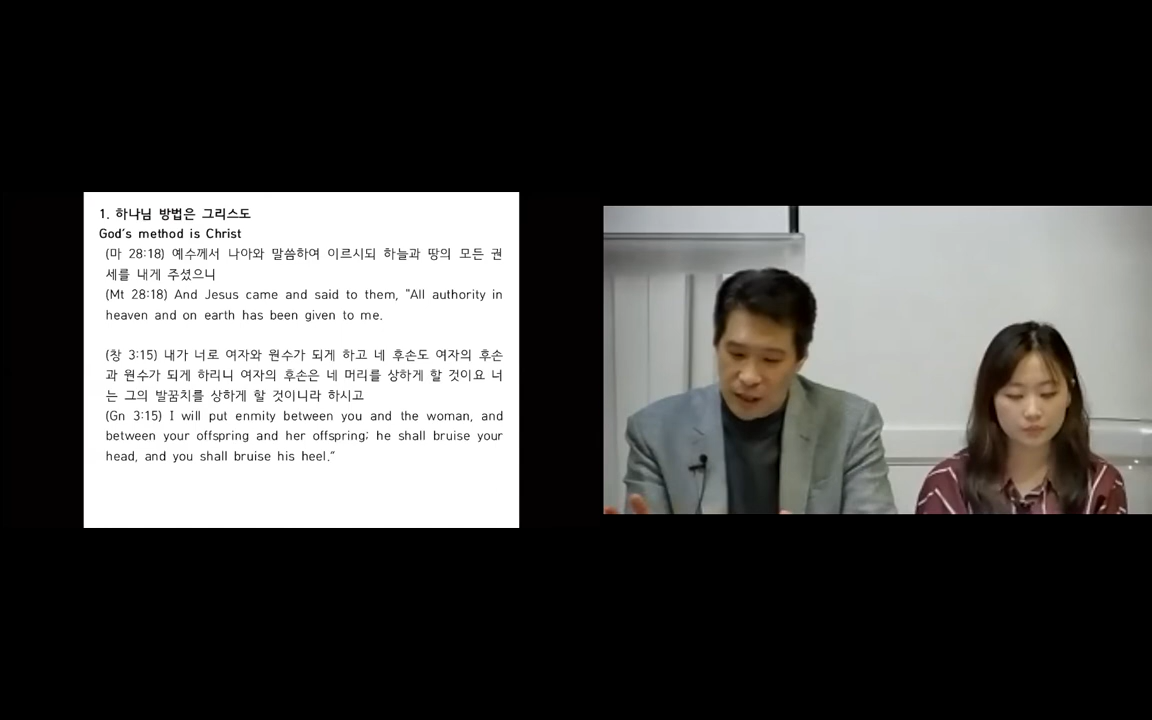 1. 하나님 방법은 그리스도
God's method is Christ
(마 28:18) 예수께서 나아와 말씀하여 이르시되 하늘과 땅의 모든 권
세를 내게 주셨으니
(Mt 28:18) And Jesus came and said to them, "All authority in
heaven and on earth has been given to me.
(창 3:15) 내가 너로 여자와 원수가 되게 하고 네 후손도 여자의 후손
과 원수가 되게 하리니 여자의 후손은 네 머리를 상하게 할 것이요 너
는 그의 발꿈치를 상하게 할 것이니라 하시고
(Gn 3:15) I will put enmity between you and the woman, and
between your offspring and her offspring; he shall bruise your
head, and you shall bruise his heel."